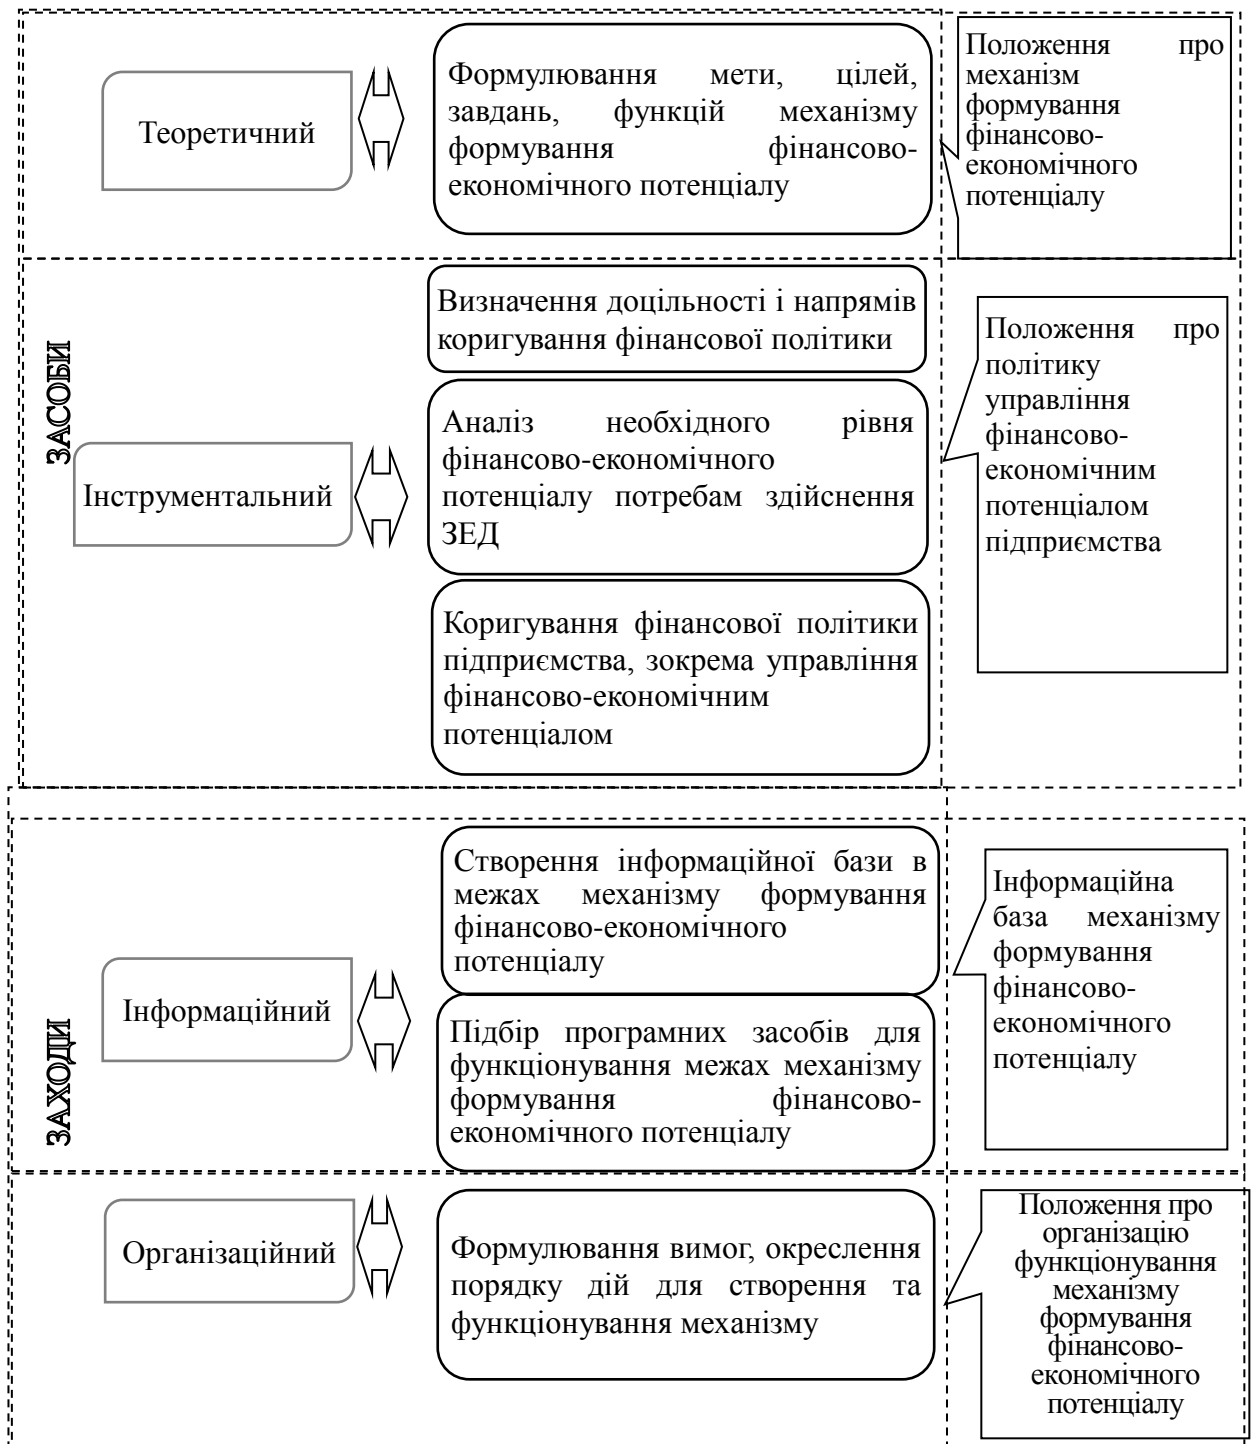 Теоретичний
Формулювання мети, цілей,
завдань, функцій механізму
формування фінансово-
економічного потенціалу
Положення про
механізм
формування
фінансово-
економічного
потенціалу
ЗАСОБИ
Інструментальний
Визначення доцільності і напрямів
коригування фінансової політики
Аналіз необхідного рівня
фінансово-економічного
потенціалу потребам здійснення
ЗЕД
Коригування фінансової політики
підприємства, зокрема управління
фінансово-економічним
потенціалом
Положення про
політику
управління
фінансово-
економічним
потенціалом
підприємства
ЗАХОДИ
Інформаційний
Створення інформаційної бази в
межах механізму формування
фінансово-економічного
потенціалу
Підбір програмних засобів для
функціонування межах механізму
формування фінансово-
економічного потенціалу
Інформаційна
база механізму
формування
фінансово-
економічного
потенціалу
Організаційний
Формулювання вимог, окреслення
порядку дій для створення та
функціонування механізму
Положення про
організацію
функціонування
механізму
формування
фінансово-
економічного
потенціалу